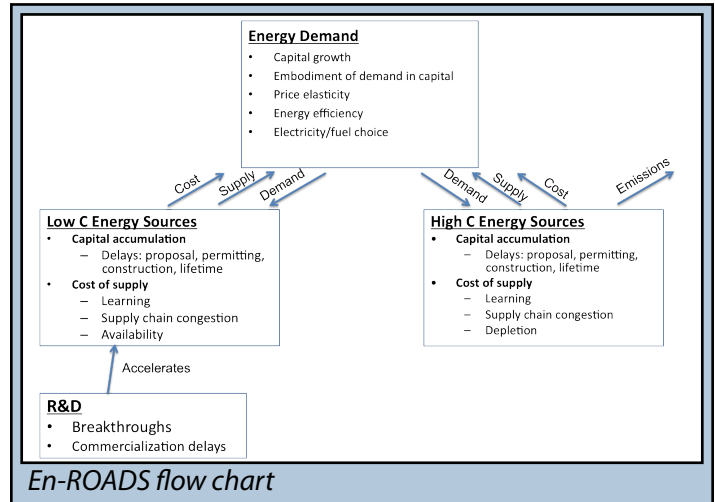 Energy Demand
• Capital growth
• Embodiment of demand in capital
• Price elasticity
• Energy efficiency
• Electricity/fuel choice
Cost
Supply
Demand
Demand
Supply
Cost
Emissions
Low C Energy Sources
• Capital accumulation
– Delays: proposal, permitting,
construction, lifetime
• Cost of supply
– Learning
– Supply chain congestion
– Availability
High C Energy Sources
• Capital accumulation
– Delays: proposal, permitting,
construction, lifetime
• Cost of supply
– Learning
– Supply chain congestion
– Depletion
Accelerates
R&D
• Breakthroughs
• Commercialization delays
En-ROADS flow chart